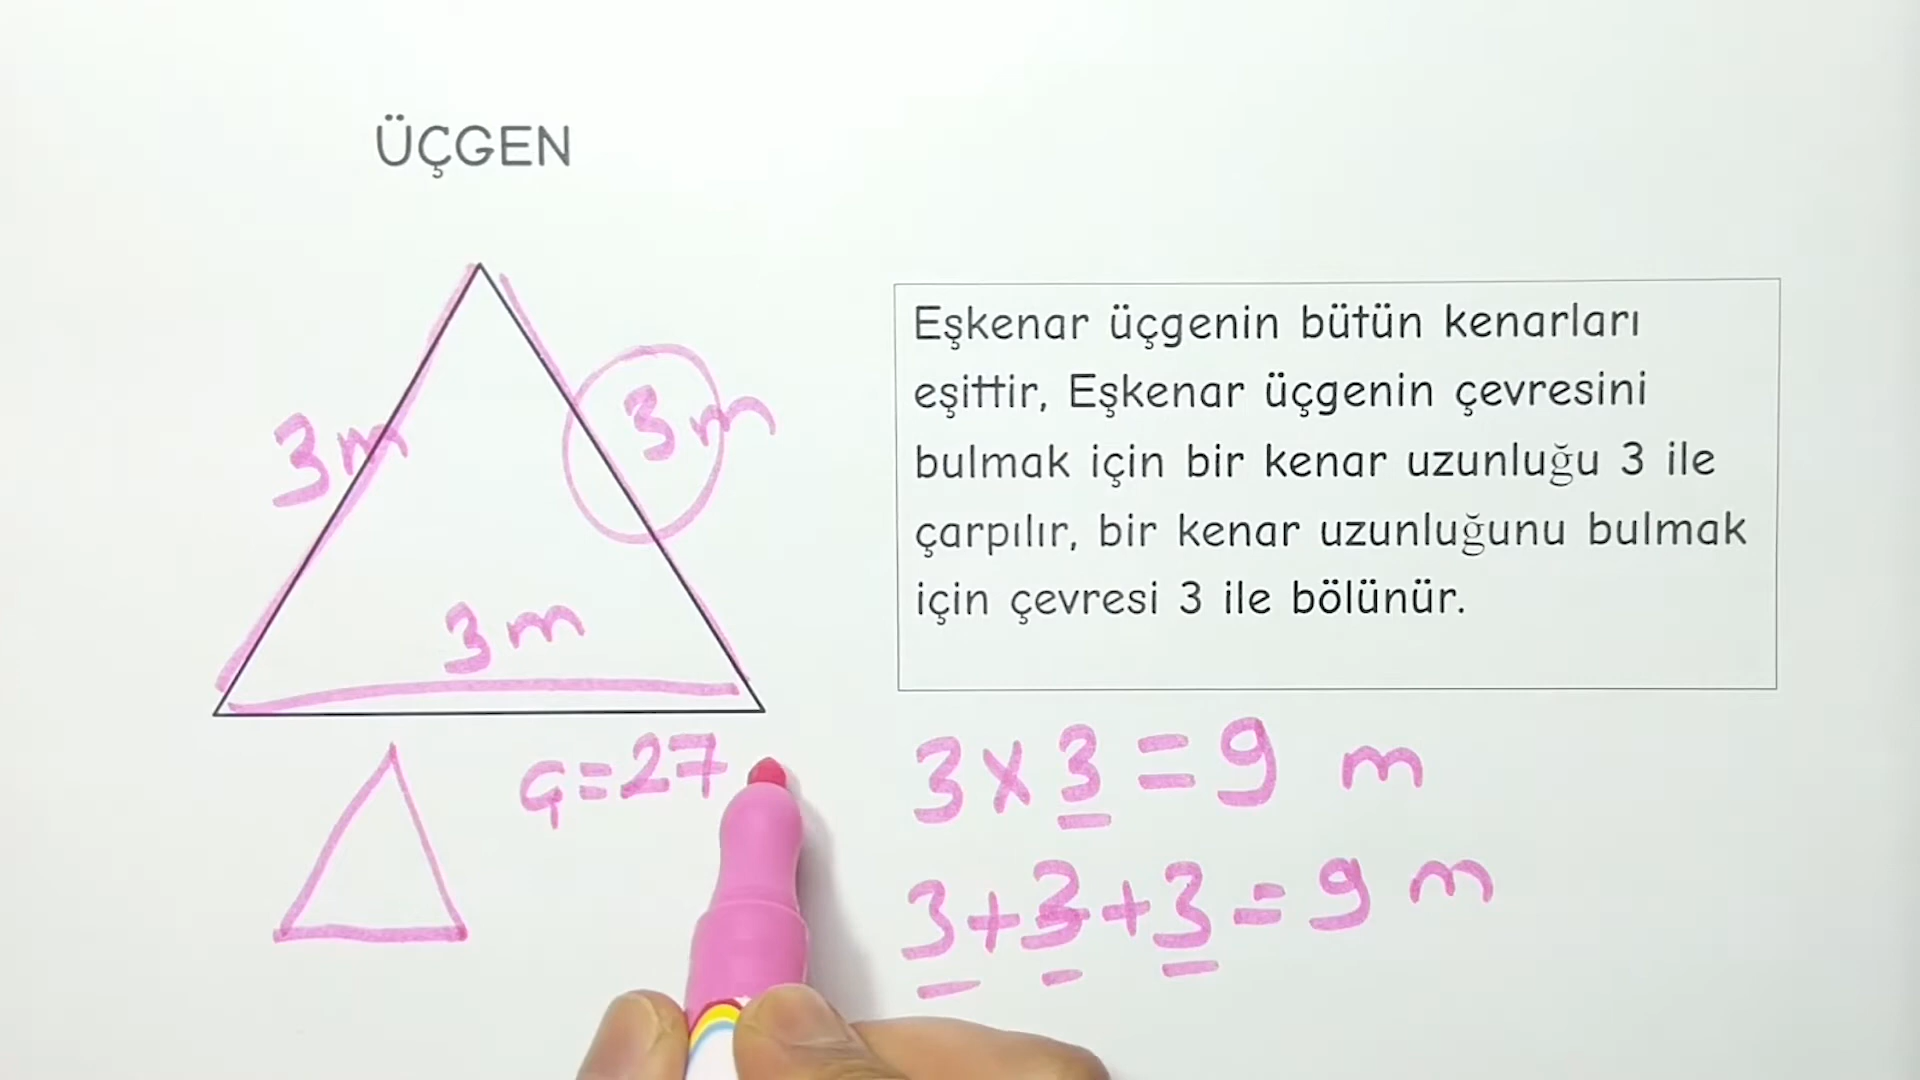 ÜÇGEN
3m
3m
3m
Eşkenar üçgenin bütün kenarları
eşittir, Eşkenar üçgenin çevresini
bulmak için bir kenar uzunluğu 3 ile
çarpılır, bir kenar uzunluğunu bulmak
için çevresi 3 ile bölünür.
Ç=27
3x3=9 m
3+3+3=9 m